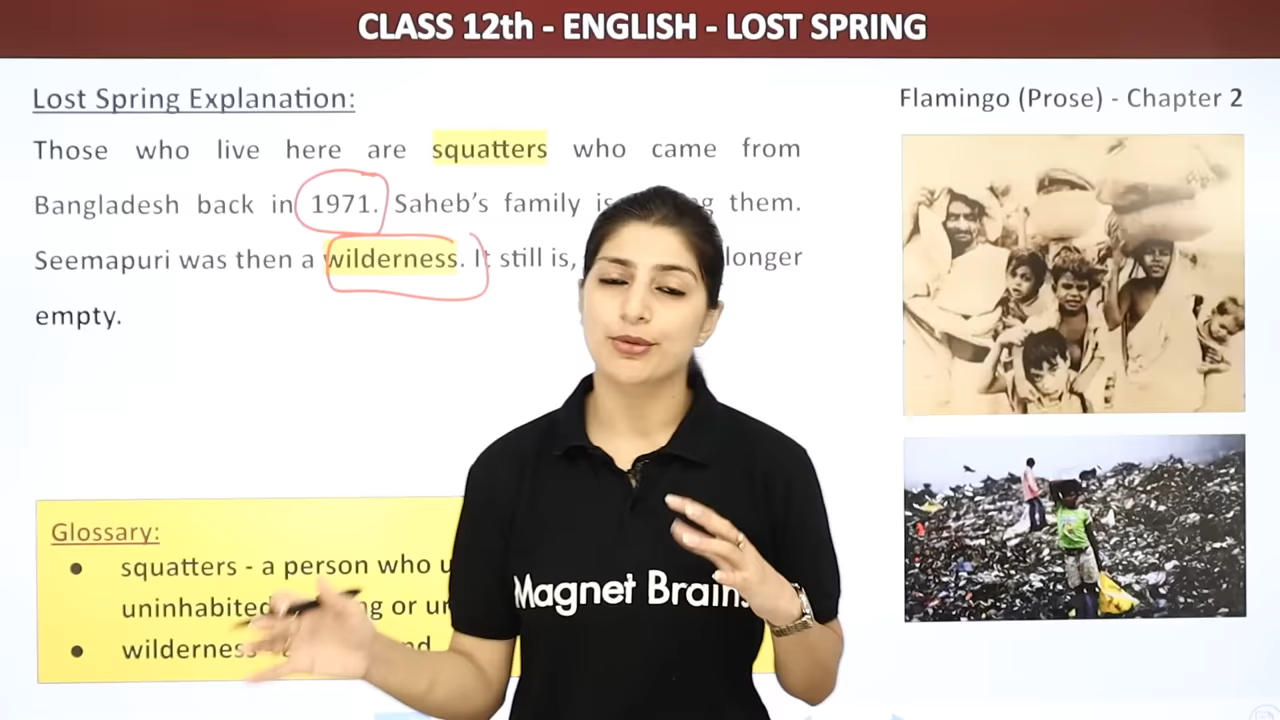 CLASS 12th - ENGLISH - LOST SPRING
Lost Spring Explanation:
Flamingo (Prose) - Chapter 2
Those who live here are squatters who came from
Bangladesh back in 1971. Saheb's family is them.
Seemapuri was then a wilderness. It still is, longer
empty.
Glossary:
squatters - a person who
uninhabited or
wilderness -
Magnet Brains